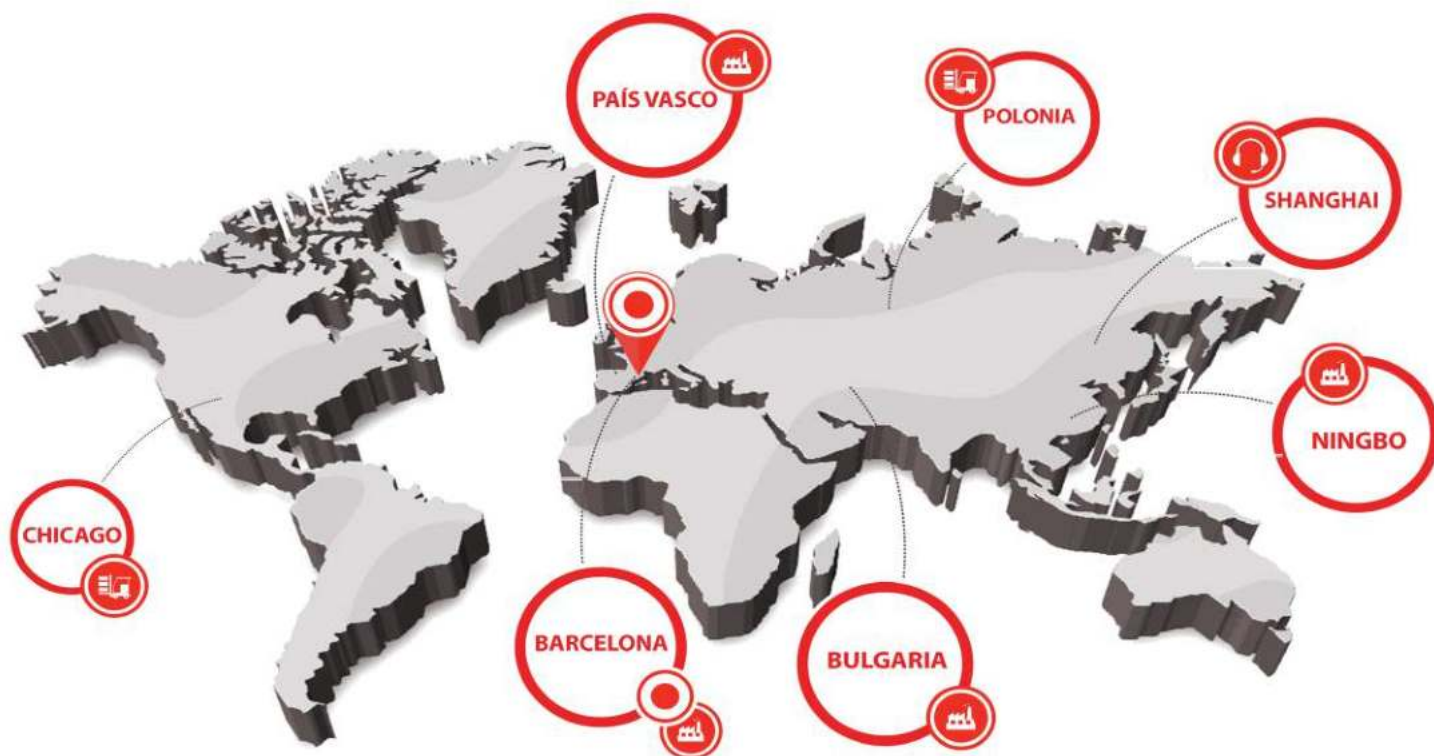 PAÍS VASCO
POLONIA
SHANGHAI
NINGBO
CHICAGO
BARCELONA
BULGARIA